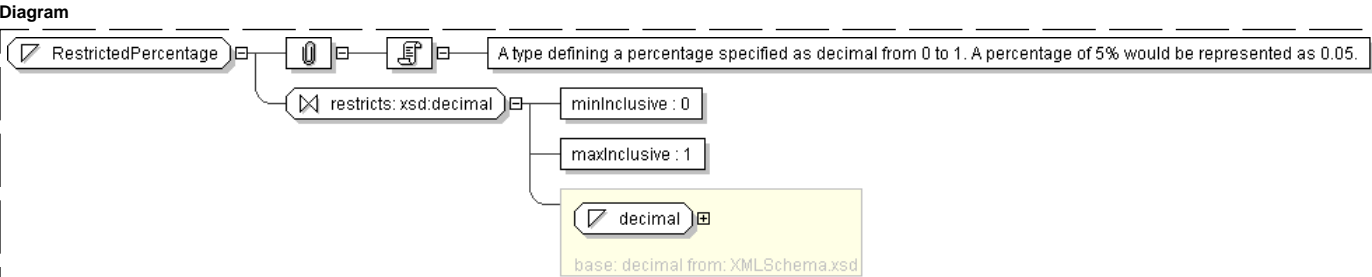 Diagram
RestrictedPercentage
A type defining a percentage specified as decimal from 0 to 1. A percentage of 5% would be represented as 0.05.
restricts: xsd:decimal
minInclusive : 0
maxInclusive : 1
decimal
base: decimal from: XMLSchema.xsd